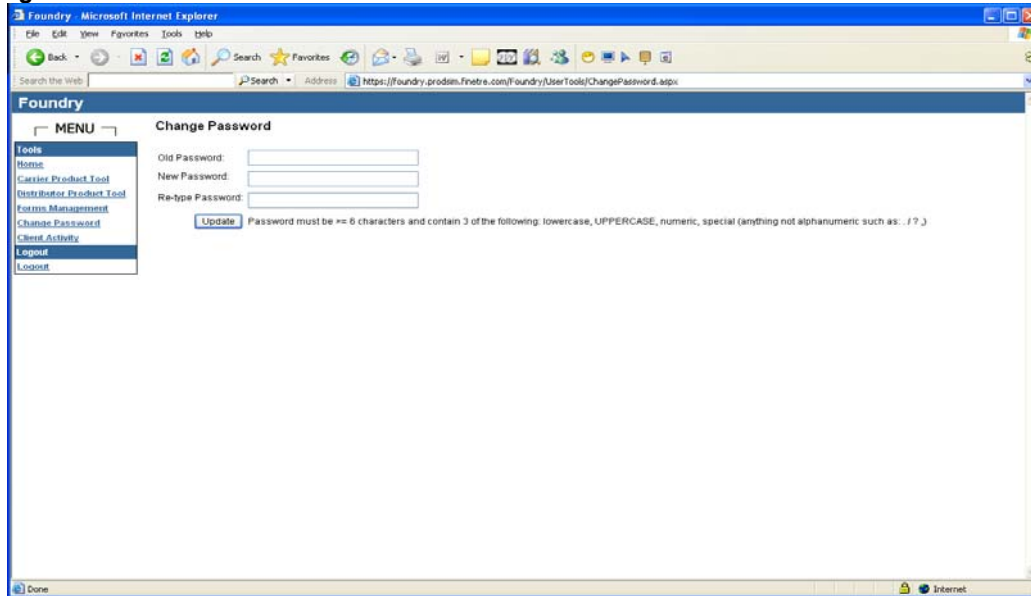 Foundry - Microsoft Internet Explorer
File Edit View Favorites Tools Help
Back Search Favorites
Search the Web Search Address https://foundry.prodsim.finetre.com/Foundry/UserTools/ChangePassword.aspx
Foundry
MENU
Tools
Home
Carrier Product Tool
Distributor Product Tool
Forms Management
Change Password
Client Activity
Logout
Logout
Change Password
Old Password:
New Password:
Re-type Password:
Update Password must be >= 6 characters and contain 3 of the following: lowercase, UPPERCASE, numeric, special (anything not alphanumeric such as: . / ? ,)
Done Internet